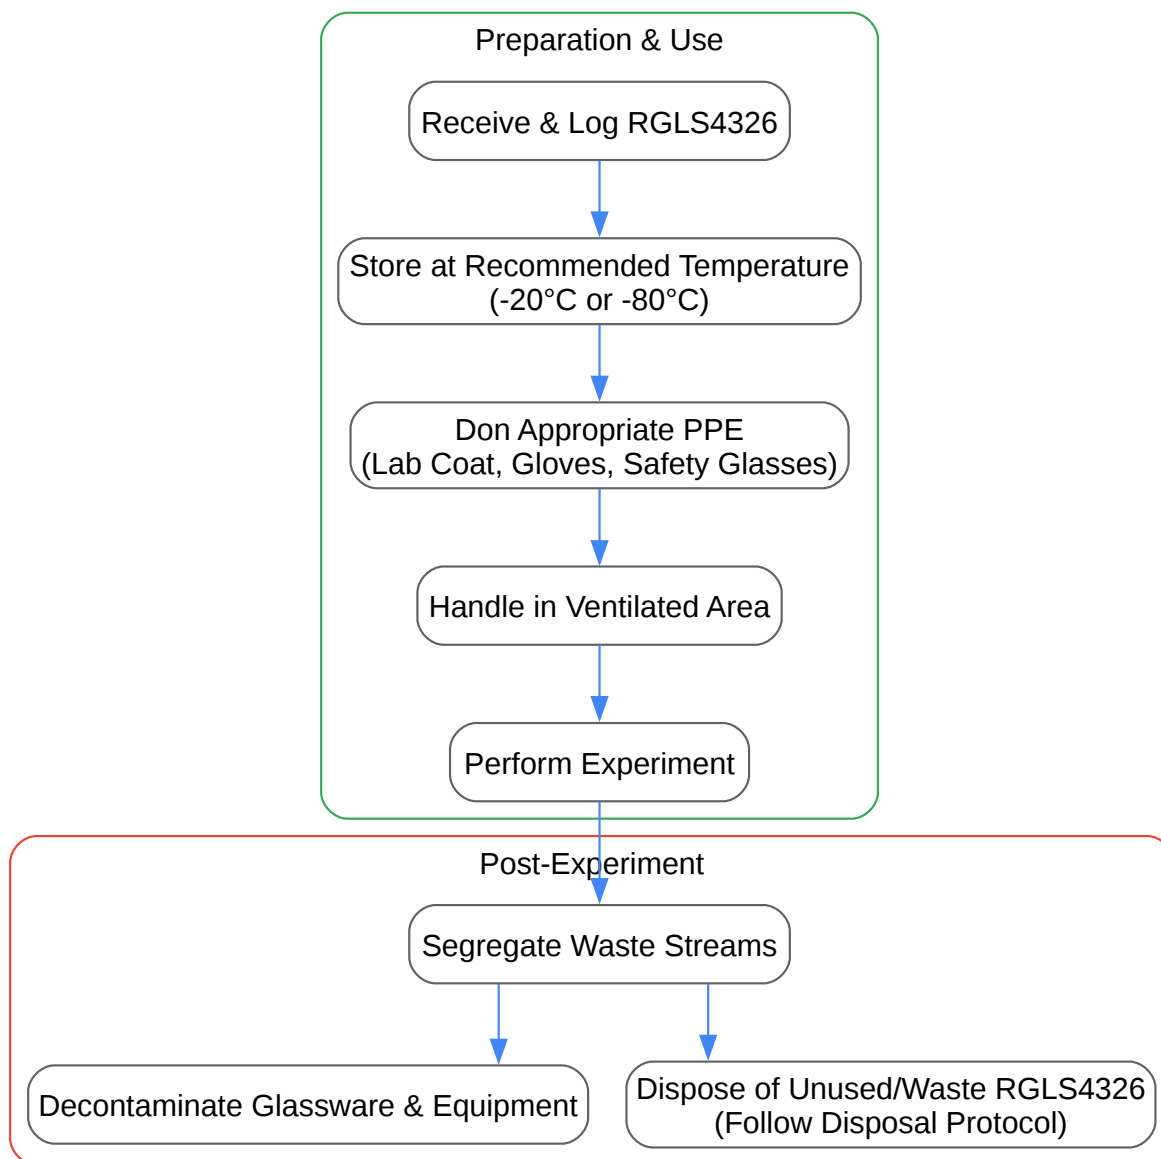 Preparation & Use
Receive & Log RGLS4326
Store at Recommended Temperature
(-20°C or -80°C)
Don Appropriate PPE
(Lab Coat, Gloves, Safety Glasses)
Handle in Ventilated Area
Perform Experiment
Post-Experiment
Segregate Waste Streams
Decontaminate Glassware & Equipment
Dispose of Unused/Waste RGLS4326
(Follow Disposal Protocol)